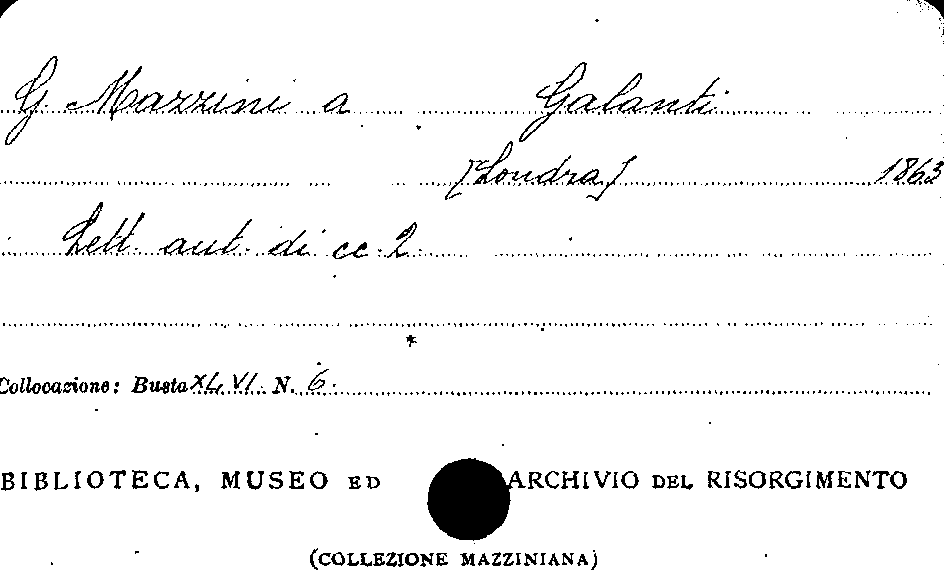 G. Mazzini a Galanti
[Londra] 1863
Lett. aut. di cc. 2.
*
Collocazione: Busta XLVI. N. 6.
BIBLIOTECA, MUSEO ED ARCHIVIO DEL RISORGIMENTO
(COLLEZIONE MAZZINIANA)